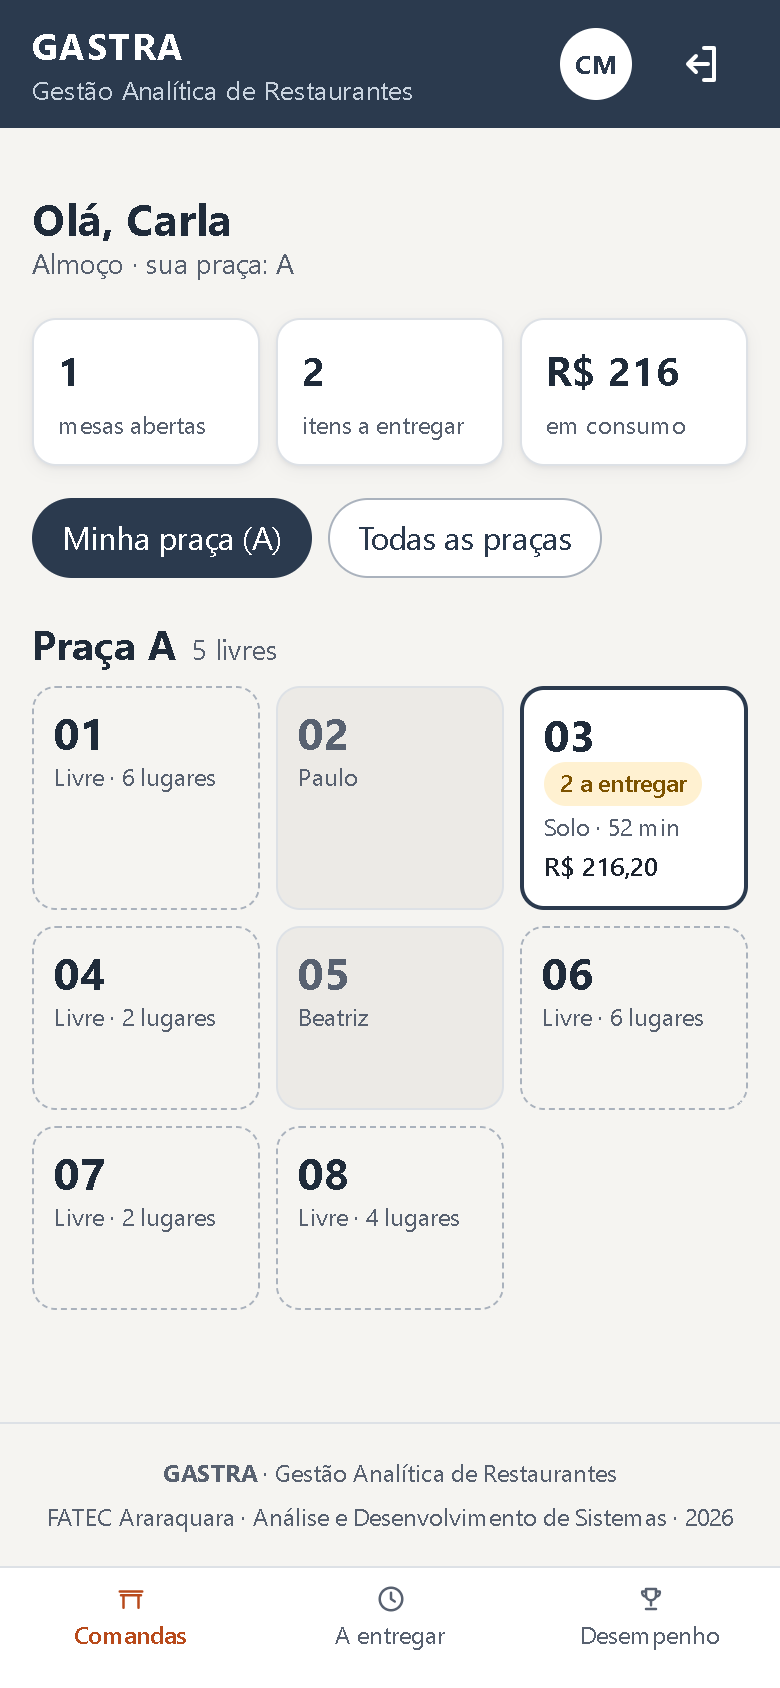 GASTRA
Gestão Analítica de Restaurantes
CM
Olá, Carla
Almoço · sua praça: A
1
mesas abertas
2
itens a entregar
R$ 216
em consumo
Minha praça (A)
Todas as praças
Praça A 5 livres
01
Livre · 6 lugares
02
Paulo
03
2 a entregar
Solo · 52 min
R$ 216,20
04
Livre · 2 lugares
05
Beatriz
06
Livre · 6 lugares
07
Livre · 2 lugares
08
Livre · 4 lugares
GASTRA · Gestão Analítica de Restaurantes
FATEC Araraquara · Análise e Desenvolvimento de Sistemas · 2026
Comandas
A entregar
Desempenho